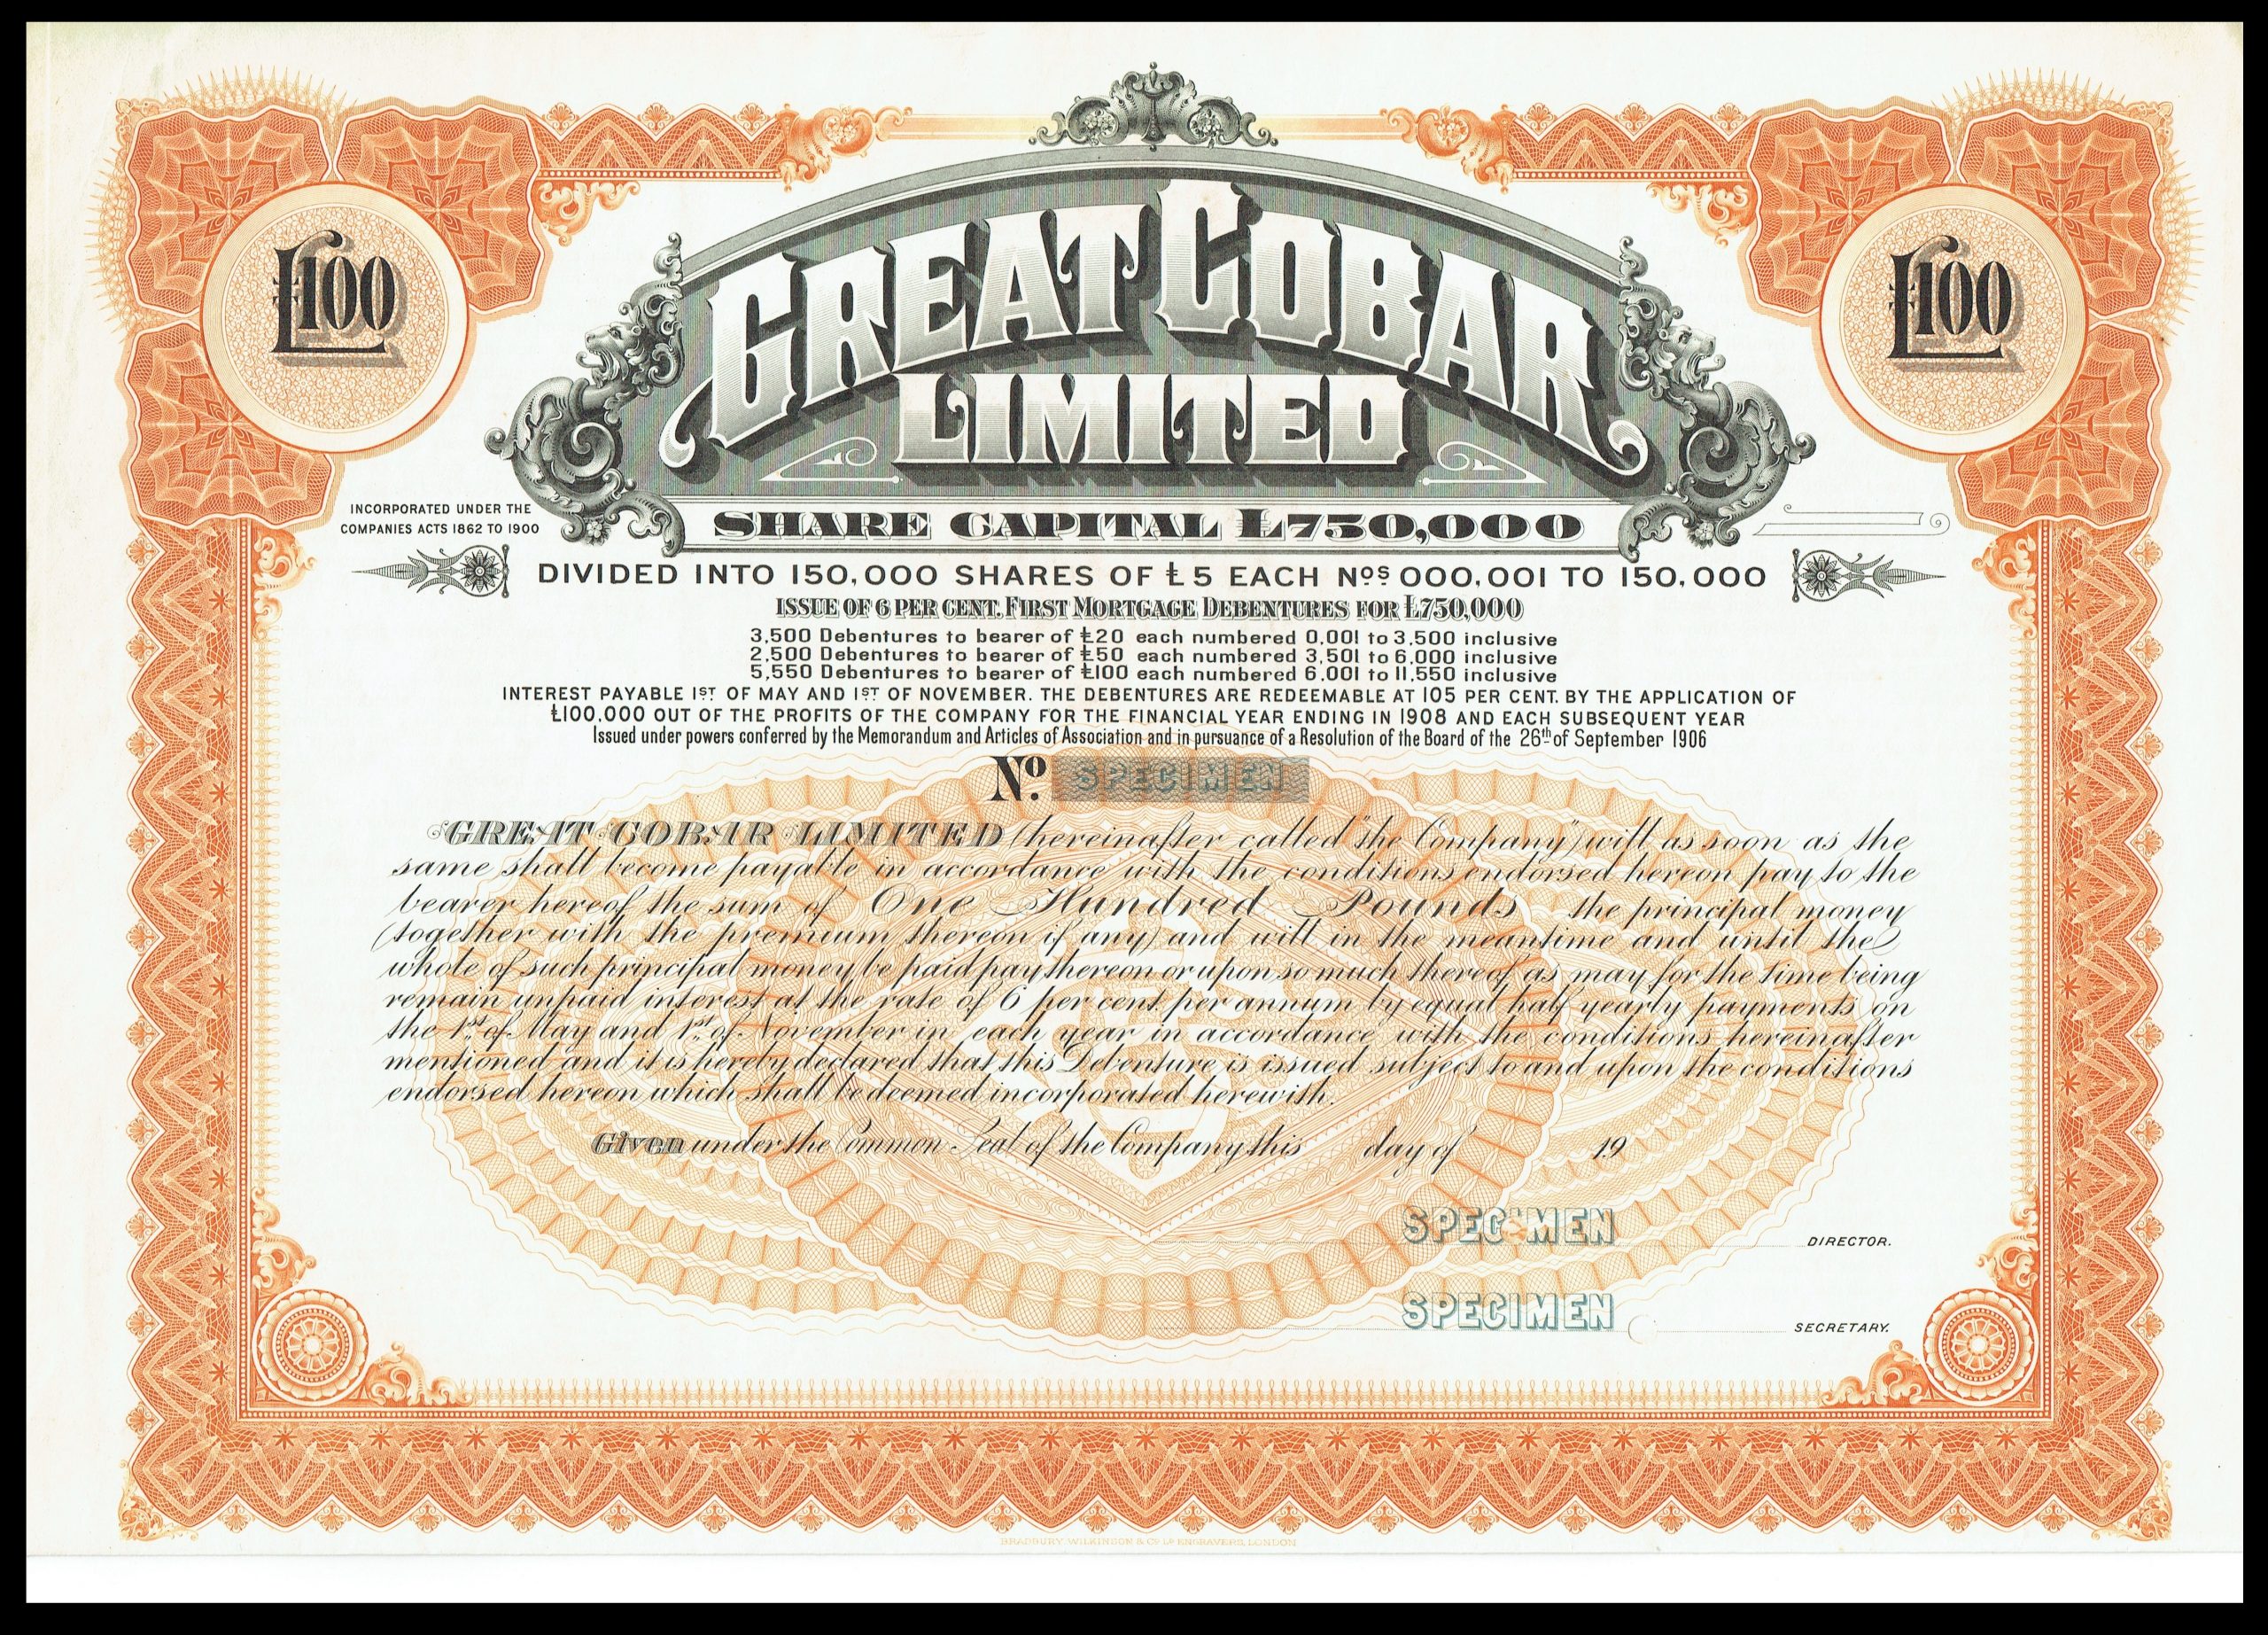 £100
£100
GREAT COBAR
LIMITED
INCORPORATED UNDER THE
COMPANIES ACTS 1862 TO 1900
SHARE CAPITAL £750,000
DIVIDED INTO 150,000 SHARES OF £5 EACH Nos 000,001 TO 150,000
ISSUE OF 6 PER CENT. FIRST MORTGAGE DEBENTURES FOR £750,000
3,500 Debentures to bearer of £20 each numbered 0,001 to 3,500 inclusive
2,500 Debentures to bearer of £50 each numbered 3,501 to 6,000 inclusive
5,550 Debentures to bearer of £100 each numbered 6,001 to 11,550 inclusive
INTEREST PAYABLE 1ST OF MAY AND 1ST OF NOVEMBER. THE DEBENTURES ARE REDEEMABLE AT 105 PER CENT. BY THE APPLICATION OF
£100,000 OUT OF THE PROFITS OF THE COMPANY FOR THE FINANCIAL YEAR ENDING IN 1908 AND EACH SUBSEQUENT YEAR
Issued under powers conferred by the Memorandum and Articles of Association and in pursuance of a Resolution of the Board of the 26th of September 1906
No. SPECIMEN
GREAT COBAR LIMITED (hereinafter called "the Company") will as soon as the
same shall become payable in accordance with the conditions endorsed hereon pay to the
bearer hereof the sum of One Hundred Pounds the principal money
(together with the premium thereon if any) and will in the meantime and until the
whole of such principal money be paid pay thereon or upon so much thereof as may for the time being
remain unpaid interest at the rate of 6 per cent. per annum by equal half yearly payments on
the 1st of May and 1st of November in each year in accordance with the conditions hereinafter
mentioned and it is hereby declared that this Debenture is issued subject to and upon the conditions
endorsed hereon which shall be deemed incorporated herewith.
Given under the Common Seal of the Company this day of 19
SPECIMEN DIRECTOR.
SPECIMEN SECRETARY.
BRADBURY WILKINSON & Co. Ld. ENGRAVERS, LONDON